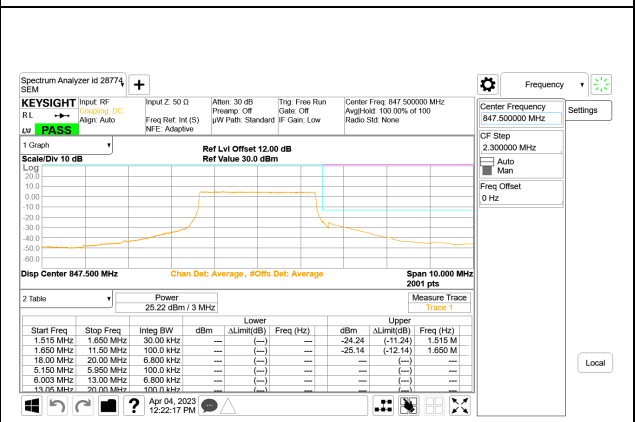 Spectrum Analyzer id 28774
SEM
Frequency
KEYSIGHT Input: RF Input Z: 50 Ω Atten: 30 dB Trig: Free Run Center Freq: 847.500000 MHz
RL Coupling: DC Preamp: Off Gate: Off Avg|Hold: 100.00% of 100
Align: Auto Freq Ref: Int (S) µW Path: Standard IF Gain: Low Radio Std: None
PASS NFE: Adaptive
Center Frequency
847.500000 MHz
Settings
CF Step
2.300000 MHz
Auto
Man
Freq Offset
0 Hz
Local
1 Graph Ref Lvl Offset 12.00 dB
Scale/Div 10 dB Ref Value 30.0 dBm
Log
20.0
10.0
0.00
-10.0
-20.0
-30.0
-40.0
-50.0
-60.0
Disp Center 847.500 MHz Chan Det: Average , #Offs Det: Average Span 10.000 MHz
2001 pts
2 Table Power Measure Trace
25.22 dBm / 3 MHz Trace 1
Lower Upper
Start Freq Stop Freq Integ BW dBm ΔLimit(dB) Freq (Hz) dBm ΔLimit(dB) Freq (Hz)
1.515 MHz 1.650 MHz 30.00 kHz --- (---) --- -24.24 (-11.24) 1.515 M
1.650 MHz 11.50 MHz 100.0 kHz --- (---) --- -25.14 (-12.14) 1.650 M
18.00 MHz 20.00 MHz 6.800 kHz --- (---) --- --- (---) ---
5.150 MHz 5.950 MHz 100.0 kHz --- (---) --- --- (---) ---
6.003 MHz 13.00 MHz 6.800 kHz --- (---) --- --- (---) ---
13.05 MHz 20.00 MHz 100.0 kHz --- (---) --- --- (---) ---
? Apr 04, 2023
12:22:17 PM